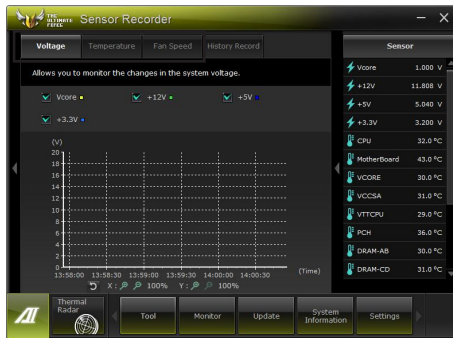 THE ULTIMATE FORCE
Sensor Recorder
Voltage
Temperature
Fan Speed
History Record
Allows you to monitor the changes in the system voltage.
Vcore
+12V
+5V
+3.3V
(V)
20
18
16
14
12
10
8
6
4
2
0
13:58:00 13:58:30 13:59:00 13:59:30 14:00:00 14:00:30
(Time)
X : 100% Y : 100%
Sensor
Vcore 1.000 V
+12V 11.808 V
+5V 5.040 V
+3.3V 3.200 V
CPU 32.0 °C
MotherBoard 43.0 °C
VCORE 30.0 °C
VCCSA 31.0 °C
VTTCPU 29.0 °C
PCH 36.0 °C
DRAM-AB 30.0 °C
DRAM-CD 31.0 °C
Thermal
Radar
Tool
Monitor
Update
System
Information
Settings